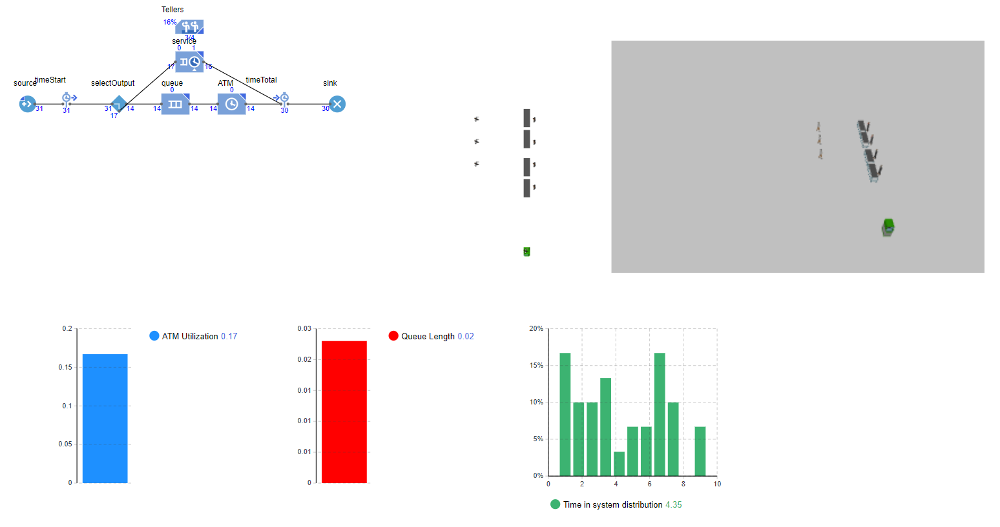 Tellers
16%
3/4
service
0 1
17 16
source timeStart selectOutput queue ATM timeTotal sink
0 0
31 31 31 14 14 14 14 14 30 30
17
0.2
0.15
0.1
0.05
0
ATM Utilization 0.17
0.03
0.02
0.01
0.01
0.01
0
Queue Length 0.02
20%
15%
10%
5%
0%
0 2 4 6 8 10
Time in system distribution 4.35